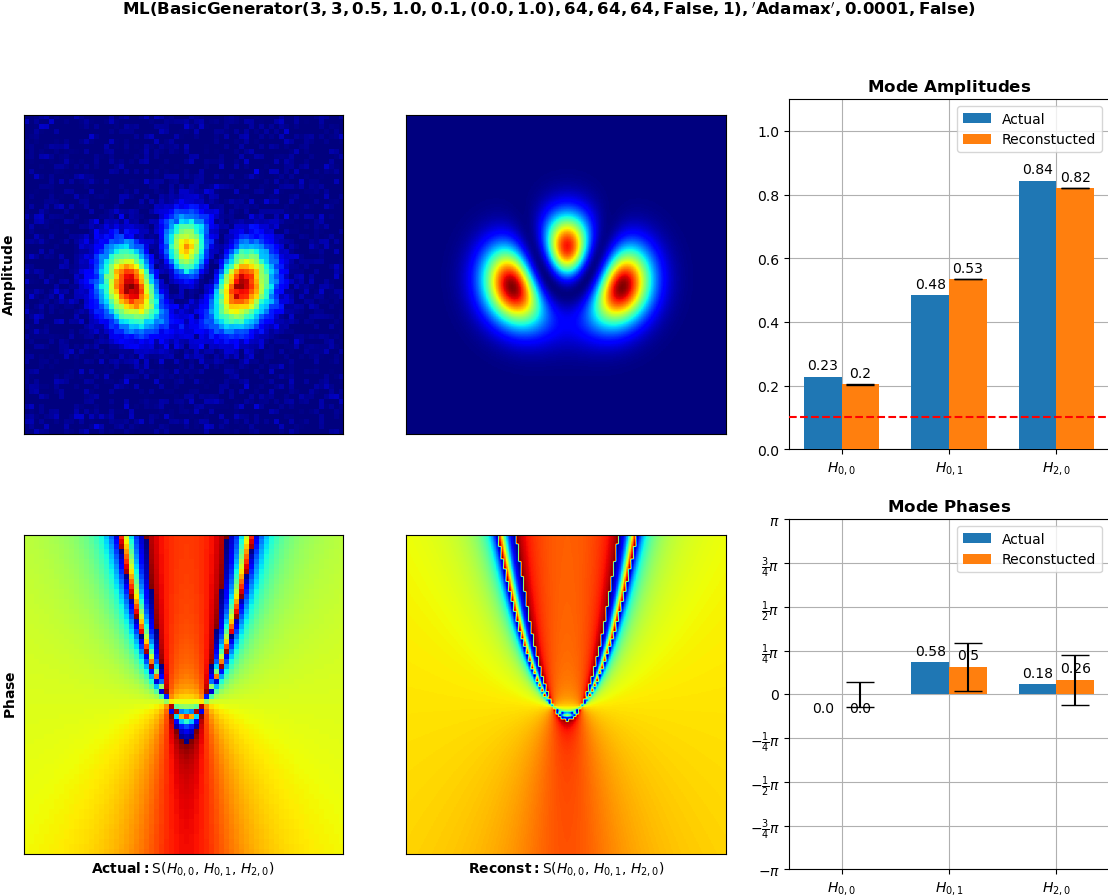 ML(BasicGenerator(3, 3, 0.5, 1.0, 0.1, (0.0, 1.0), 64, 64, 64, False, 1), ′Adamax′, 0.0001, False)
Amplitude
Mode Amplitudes
Actual
Reconstucted
1.0
0.8
0.6
0.4
0.2
0.0
0.23
0.2
0.48
0.53
0.84
0.82
H0,0
H0,1
H2,0
Phase
Actual: S(H0,0, H0,1, H2,0)
Reconst: S(H0,0, H0,1, H2,0)
Mode Phases
Actual
Reconstucted
π
3/4π
1/2π
1/4π
0
−1/4π
−1/2π
−3/4π
−π
0.0
0.0
0.58
0.5
0.18
0.26
H0,0
H0,1
H2,0